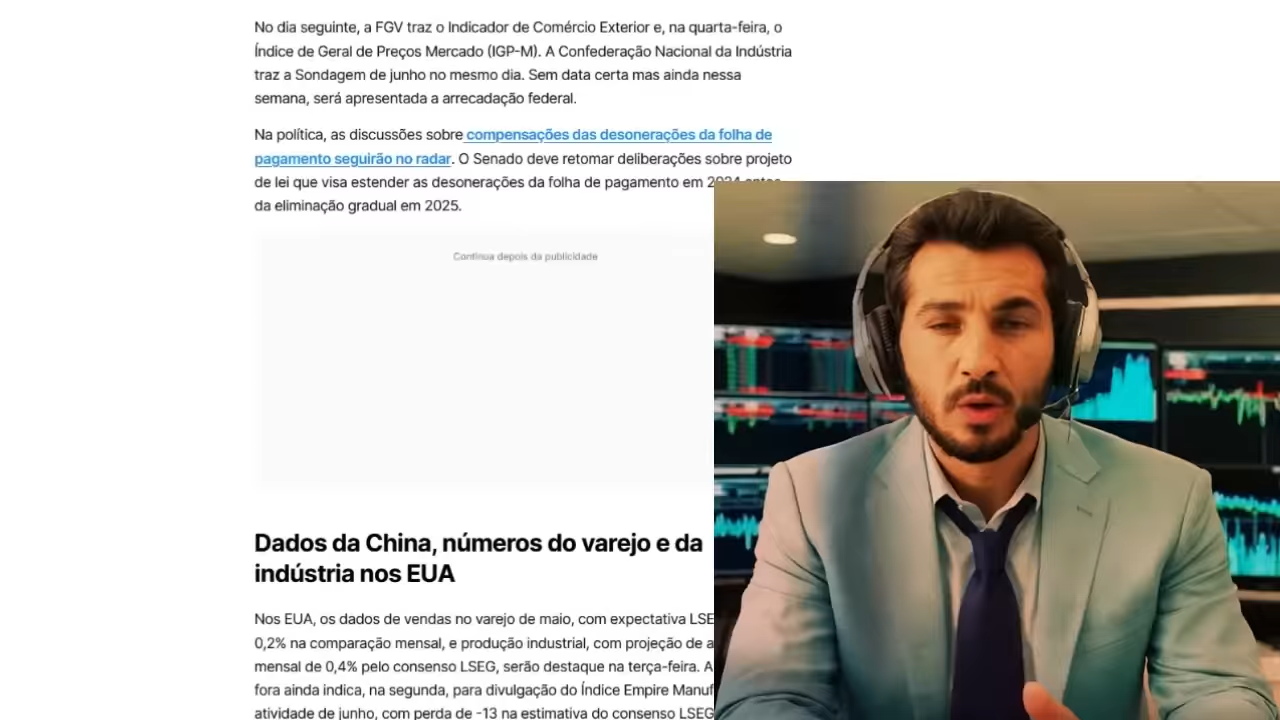 No dia seguinte, a FGV traz o Indicador de Comércio Exterior e, na quarta-feira, o
Índice de Geral de Preços Mercado (IGP-M). A Confederação Nacional da Indústria
traz a Sondagem de junho no mesmo dia. Sem data certa mas ainda nessa
semana, será apresentada a arrecadação federal.
Na política, as discussões sobre compensações das desonerações da folha de
pagamento seguirão no radar. O Senado deve retomar deliberações sobre projeto
de lei que visa estender as desonerações da folha de pagamento em 2024 antes
da eliminação gradual em 2025.
Continua depois da publicidade
Dados da China, números do varejo e da
indústria nos EUA
Nos EUA, os dados de vendas no varejo de maio, com expectativa LSE
0,2% na comparação mensal, e produção industrial, com projeção de a
mensal de 0,4% pelo consenso LSEG, serão destaque na terça-feira. A
fora ainda indica, na segunda, para divulgação do Índice Empire Manuf
atividade de junho, com perda de -13 na estimativa do consenso LSEG